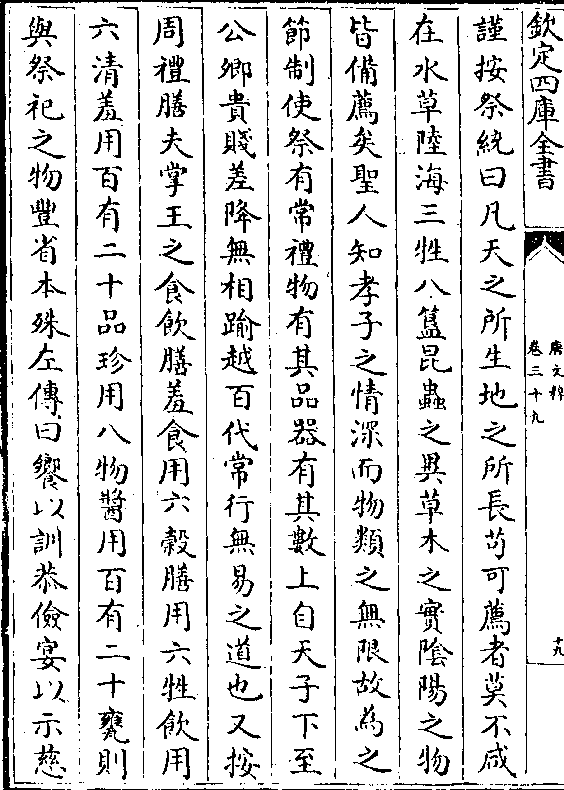 欽定四庫全書
唐文粹
卷三十九
十九
謹按祭統曰凡天之所生地之所長苟可薦者莫不咸
在水草陸海三牲八簋昆蟲之異草木之實陰陽之物
皆備薦矣聖人知孝子之情深而物類之無限故為之
節制使祭有常禮物有其品器有其數上自天子下至
公卿貴賤差降無相踰越百代常行無易之道也又按
周禮膳夫掌王之食飲膳羞食用六穀膳用六牲飲用
六清羞用百有二十品珍用八物醬用百有二十甕則
與祭祀之物豐省本殊左傳曰饗以訓恭儉宴以示慈